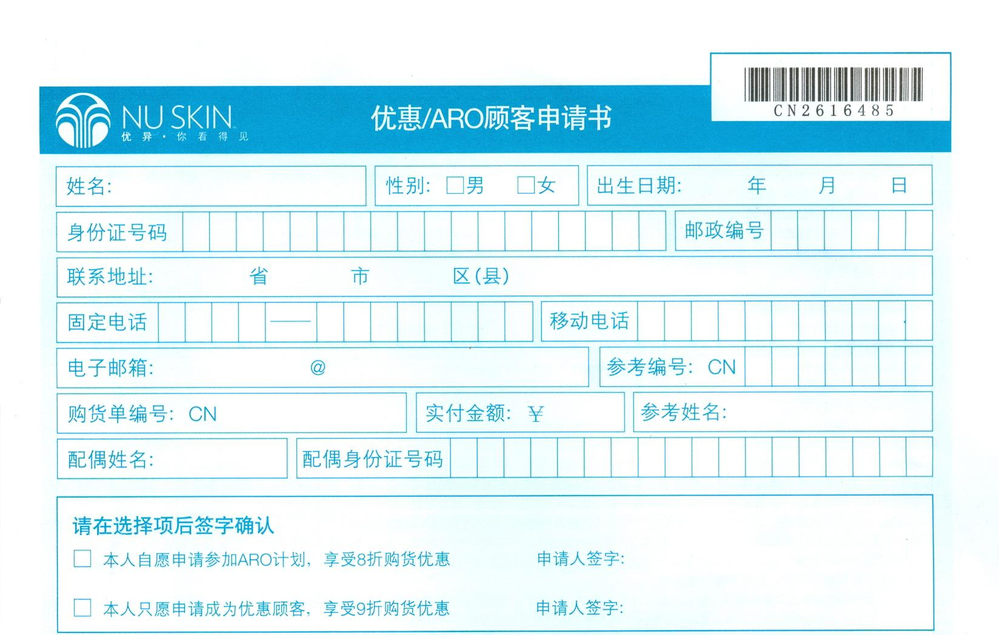 CN2616485
NU SKIN
优异·你看得见
优惠/ARO顾客申请书
姓名: 性别: □男 □女 出生日期: 年 月 日
身份证号码 邮政编号
联系地址: 省 市 区(县)
固定电话 —— 移动电话
电子邮箱: @ 参考编号: CN
购货单编号: CN 实付金额: ¥ 参考姓名:
配偶姓名: 配偶身份证号码
请在选择项后签字确认
□ 本人自愿申请参加ARO计划, 享受8折购货优惠 申请人签字:
□ 本人只愿申请成为优惠顾客, 享受9折购货优惠 申请人签字: